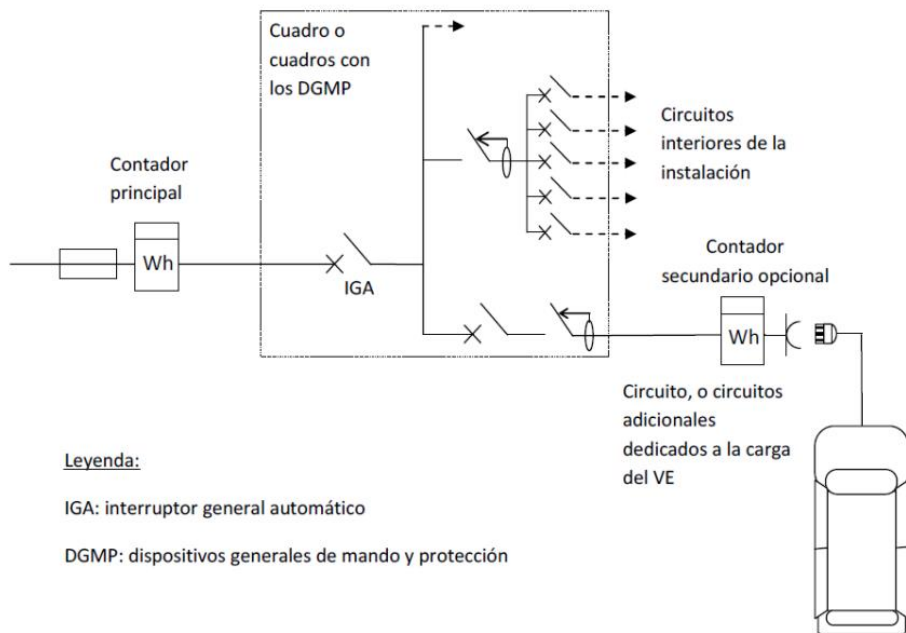 Cuadro o
cuadros con
los DGMP
Circuitos
interiores de la
instalación
Contador
principal
Wh
IGA
Contador
secundario opcional
Wh
Circuito, o circuitos
adicionales
dedicados a la carga
del VE
Leyenda:
IGA: interruptor general automático
DGMP: dispositivos generales de mando y protección